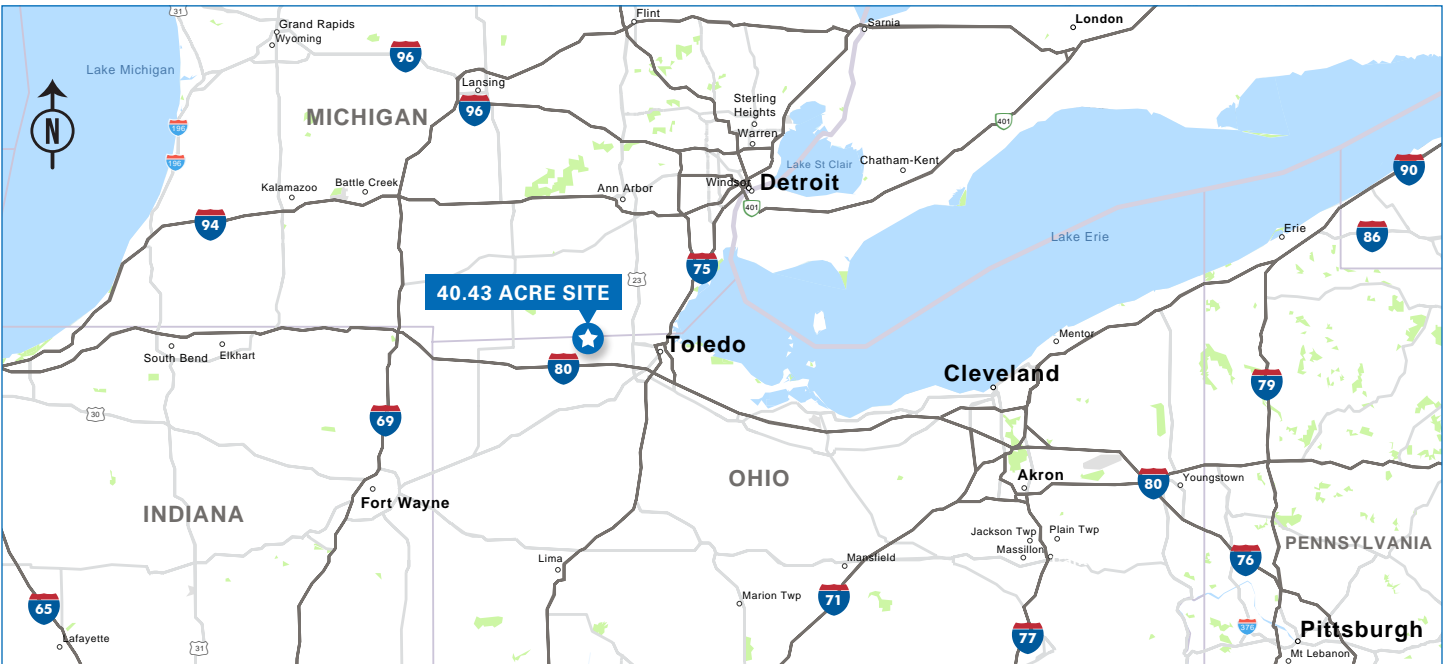 31
Grand Rapids
Wyoming
Flint
Sarnia
London
96
Lake Michigan
Lansing
96
MICHIGAN
N
Sterling
Heights
Warren
401
196
196
Lake St Clair
Chatham-Kent
90
Kalamazoo
Battle Creek
Ann Arbor
Windsor
Detroit
401
94
Lake Erie
Erie
86
75
23
40.43 ACRE SITE
Mentor
South Bend
Elkhart
Toledo
80
Cleveland
79
30
69
OHIO
Akron
80
Youngstown
INDIANA
Fort Wayne
Jackson Twp
Plain Twp
Massillon
PENNSYLVANIA
Lima
Mansfield
76
Marion Twp
71
65
77
376
Lafayette
31
Pittsburgh
Mt Lebanon